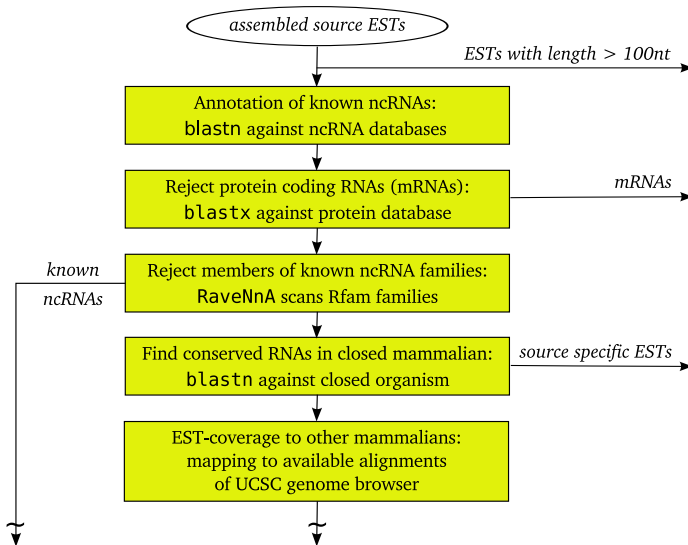 assembled source ESTs
ESTs with length > 100nt
Annotation of known ncRNAs:
blastn against ncRNA databases
Reject protein coding RNAs (mRNAs):
blastx against protein database
mRNAs
Reject members of known ncRNA families:
RaveNnA scans Rfam families
known
ncRNAs
Find conserved RNAs in closed mammalian:
blastn against closed organism
source specific ESTs
EST-coverage to other mammalians:
mapping to available alignments
of UCSC genome browser